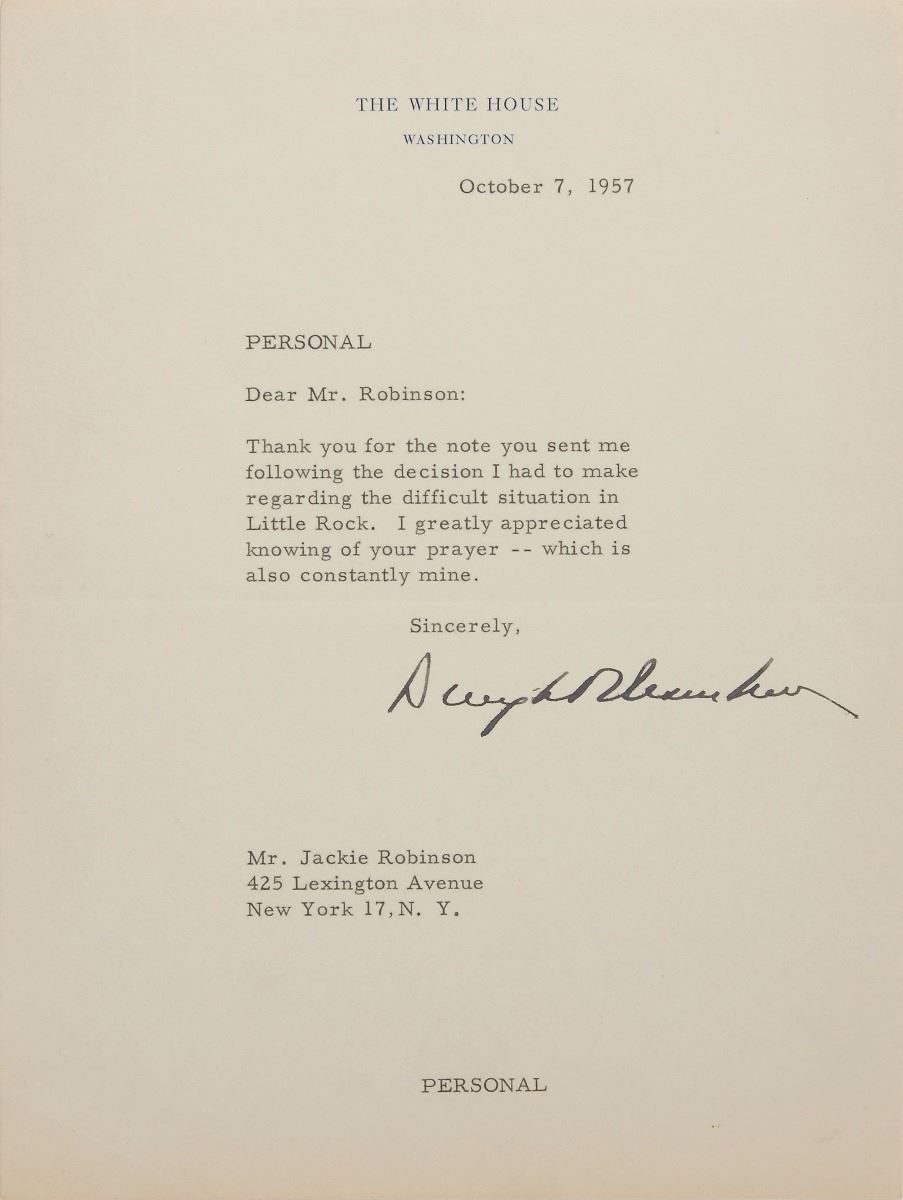 THE WHITE HOUSE
WASHINGTON
October 7, 1957
PERSONAL
Dear Mr. Robinson:
Thank you for the note you sent me
following the decision I had to make
regarding the difficult situation in
Little Rock. I greatly appreciated
knowing of your prayer -- which is
also constantly mine.
Sincerely,
Dwight D Eisenhower
Mr. Jackie Robinson
425 Lexington Avenue
New York 17, N. Y.
PERSONAL